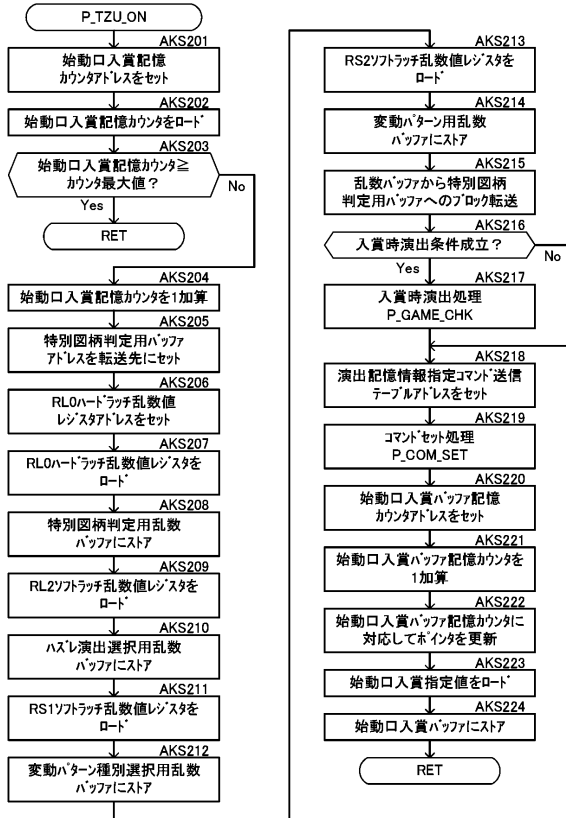 P_TZU_ON
AKS201
始動口入賞記憶
カウンタアドレスをセット
AKS202
始動口入賞記憶カウンタをロード
AKS203
始動口入賞記憶カウンタ≧
カウンタ最大値？
No
Yes
RET
AKS204
始動口入賞記憶カウンタを1加算
AKS205
特別図柄判定用バッファ
アドレスを転送先にセット
AKS206
RL0ハードラッチ乱数値
レジスタアドレスをセット
AKS207
RL0ハードラッチ乱数値レジスタを
ロード
AKS208
特別図柄判定用乱数
バッファにストア
AKS209
RL2ソフトラッチ乱数値レジスタを
ロード
AKS210
ハズレ演出選択用乱数
バッファにストア
AKS211
RS1ソフトラッチ乱数値レジスタを
ロード
AKS212
変動パターン種別選択用乱数
バッファにストア
AKS213
RS2ソフトラッチ乱数値レジスタを
ロード
AKS214
変動パターン用乱数
バッファにストア
AKS215
乱数バッファから特別図柄
判定用バッファへのブロック転送
AKS216
入賞時演出条件成立？
No
Yes
AKS217
入賞時演出処理
P_GAME_CHK
AKS218
演出記憶情報指定コマンド送信
テーブルアドレスをセット
AKS219
コマンドセット処理
P_COM_SET
AKS220
始動口入賞バッファ記憶
カウンタアドレスをセット
AKS221
始動口入賞バッファ記憶カウンタを
1加算
AKS222
始動口入賞バッファ記憶カウンタに
対応してポインタを更新
AKS223
始動口入賞指定値をロード
AKS224
始動口入賞バッファにストア
RET